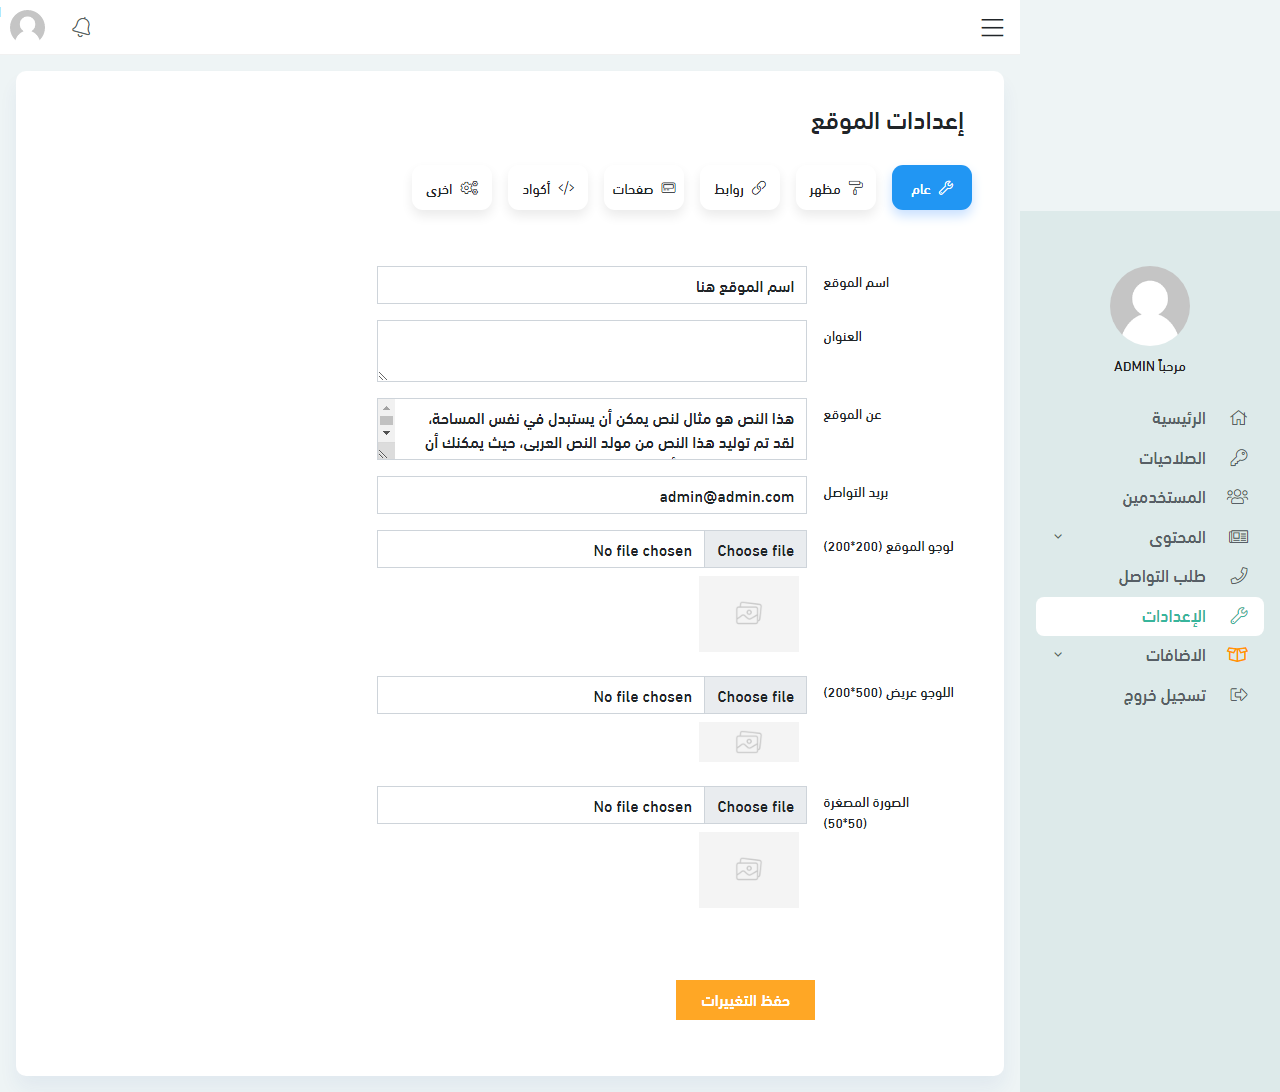 إعدادات الموقع
عام
مظهر
روابط
صفحات
أكواد
اخرى
اسم الموقع
اسم الموقع هنا
العنوان
عن الموقع
هذا النص هو مثال لنص يمكن أن يستبدل في نفس المساحة،
لقد تم توليد هذا النص من مولد النص العربى، حيث يمكنك أن
بريد التواصل
admin@admin.com
لوجو الموقع (200*200)
Choose file
No file chosen
اللوجو عريض (500*200)
Choose file
No file chosen
الصورة المصغرة
(50*50)
Choose file
No file chosen
حفظ التغييرات
مرحباً ADMIN
الرئيسية
الصلاحيات
المستخدمين
المحتوى
طلب التواصل
الإعدادات
الاضافات
تسجيل خروج